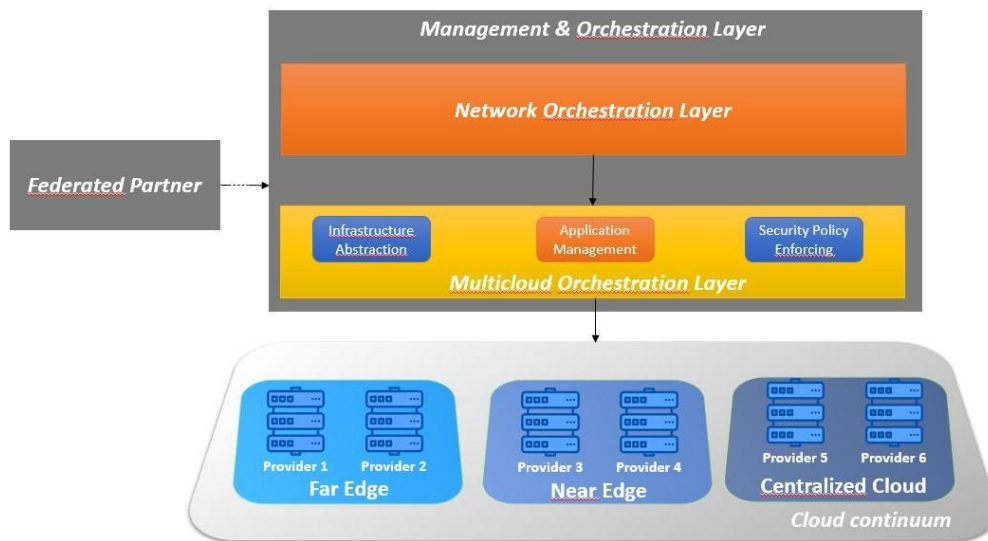 Management & Orchestration Layer
Network Orchestration Layer
Federated Partner
Infrastructure
Abstraction
Application
Management
Security Policy
Enforcing
Multicloud Orchestration Layer
Provider 1
Provider 2
Far Edge
Provider 3
Provider 4
Near Edge
Provider 5
Provider 6
Centralized Cloud
Cloud continuum